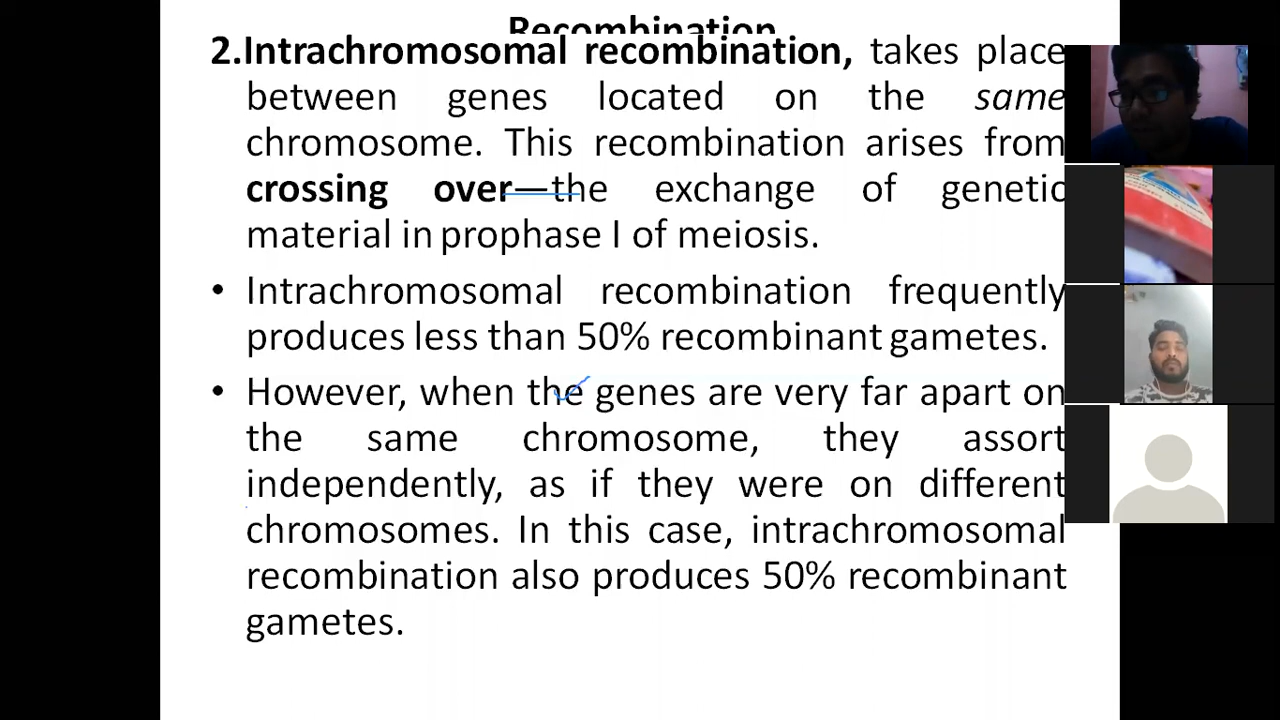 Recombination
2.Intrachromosomal recombination, takes place
between genes located on the same
chromosome. This recombination arises from
crossing over—the exchange of genetic
material in prophase I of meiosis.
• Intrachromosomal recombination frequently
produces less than 50% recombinant gametes.
• However, when the genes are very far apart on
the same chromosome, they assort
independently, as if they were on different
chromosomes. In this case, intrachromosomal
recombination also produces 50% recombinant
gametes.